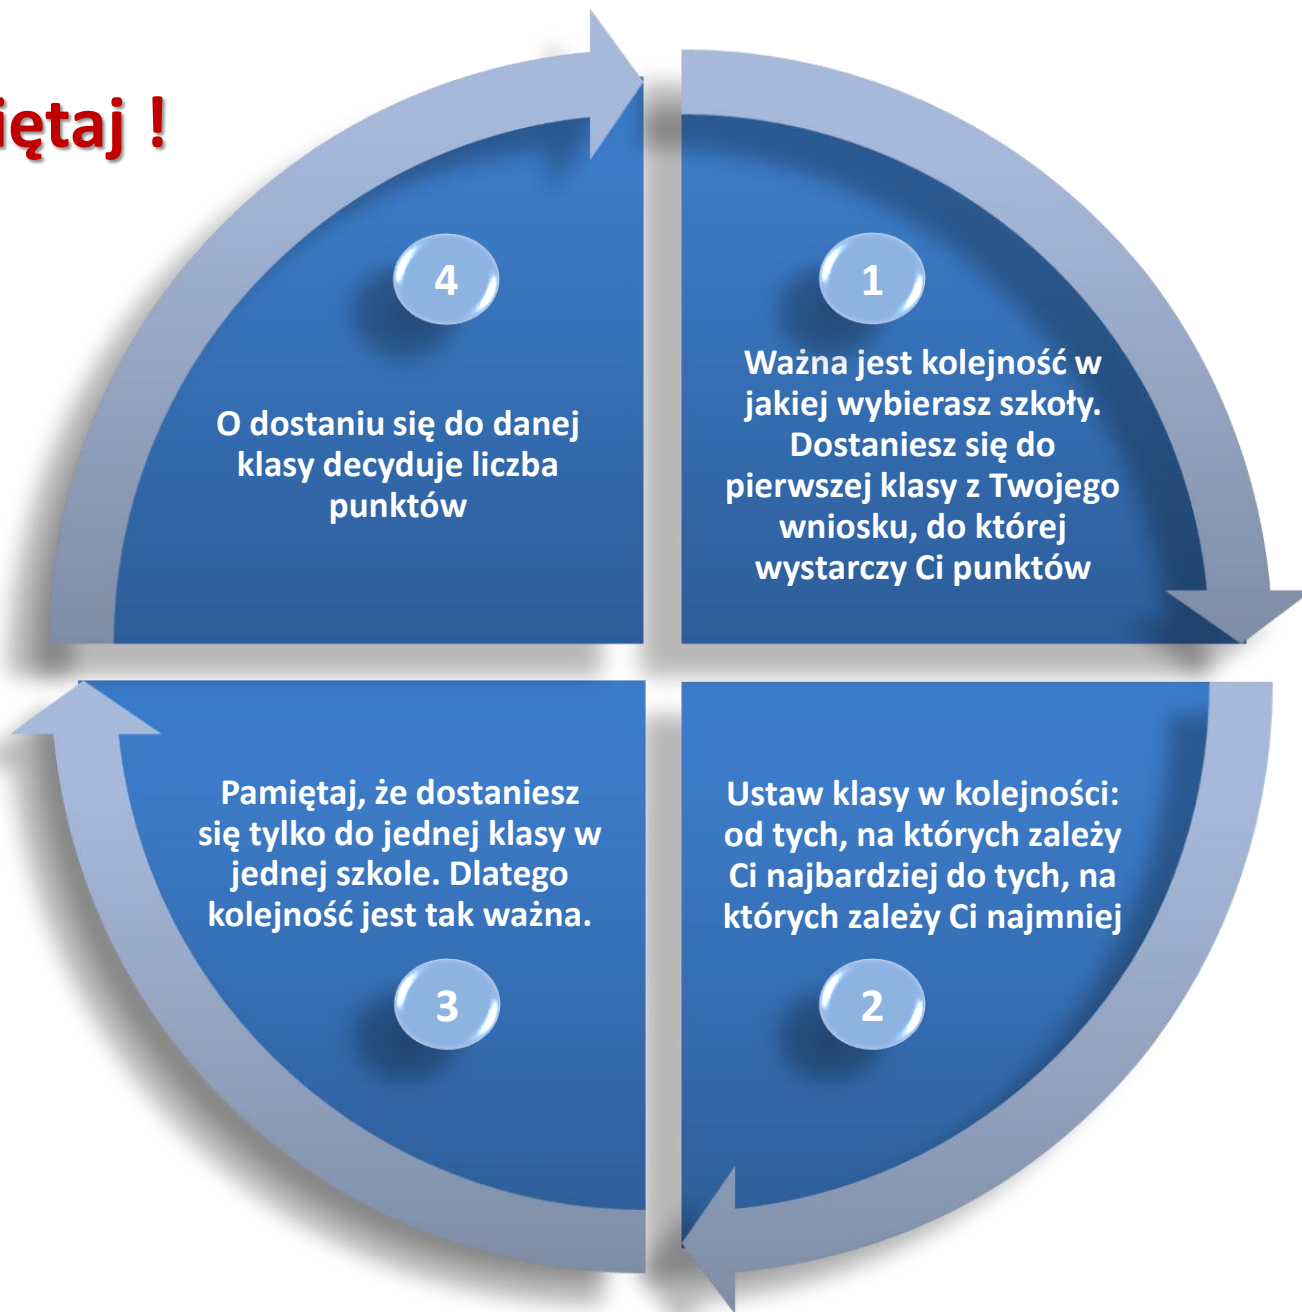 iętaj !
1
Ważna jest kolejność w
jakiej wybierasz szkoły.
Dostaniesz się do
pierwszej klasy z Twojego
wniosku, do której
wystarczy Ci punktów
Ustaw klasy w kolejności:
od tych, na których zależy
Ci najbardziej do tych, na
których zależy Ci najmniej
2
Pamiętaj, że dostaniesz
się tylko do jednej klasy w
jednej szkole. Dlatego
kolejność jest tak ważna.
3
4
O dostaniu się do danej
klasy decyduje liczba
punktów